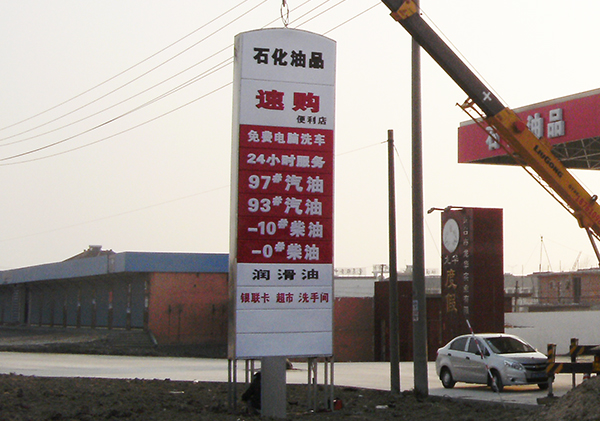 石化油品
速购
便利店
免费电脑洗车
24小时服务
97#汽油
93#汽油
-10#柴油
-0#柴油
润滑油
银联卡 超市 洗手间
油品
度假